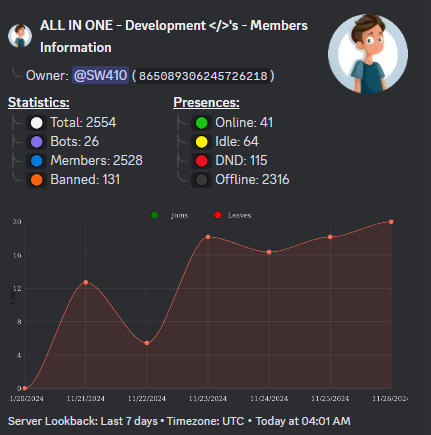 ALL IN ONE - Development </>'s - Members
Information
Owner: @SW410 (865089306245726218)
Statistics:
Total: 2554
Bots: 26
Members: 2528
Banned: 131
Presences:
Online: 41
Idle: 64
DND: 115
Offline: 2316
Joins Leaves
20
16
12
8
4
0
11/20/2024 11/21/2024 11/22/2024 11/23/2024 11/24/2024 11/25/2024 11/26/202
Server Lookback: Last 7 days • Timezone: UTC • Today at 04:01 AM